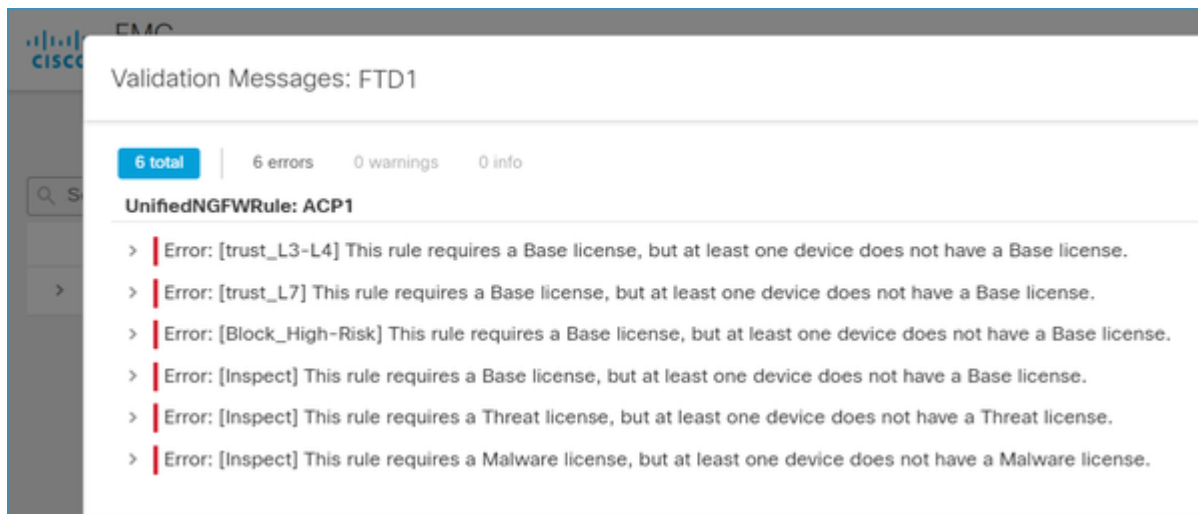 FMC
CISCO
Validation Messages: FTD1
6 total
6 errors
0 warnings
0 info
UnifiedNGFWRule: ACP1
Error: [trust_L3-L4] This rule requires a Base license, but at least one device does not have a Base license.
Error: [trust_L7] This rule requires a Base license, but at least one device does not have a Base license.
Error: [Block_High-Risk] This rule requires a Base license, but at least one device does not have a Base license.
Error: [Inspect] This rule requires a Base license, but at least one device does not have a Base license.
Error: [Inspect] This rule requires a Threat license, but at least one device does not have a Threat license.
Error: [Inspect] This rule requires a Malware license, but at least one device does not have a Malware license.